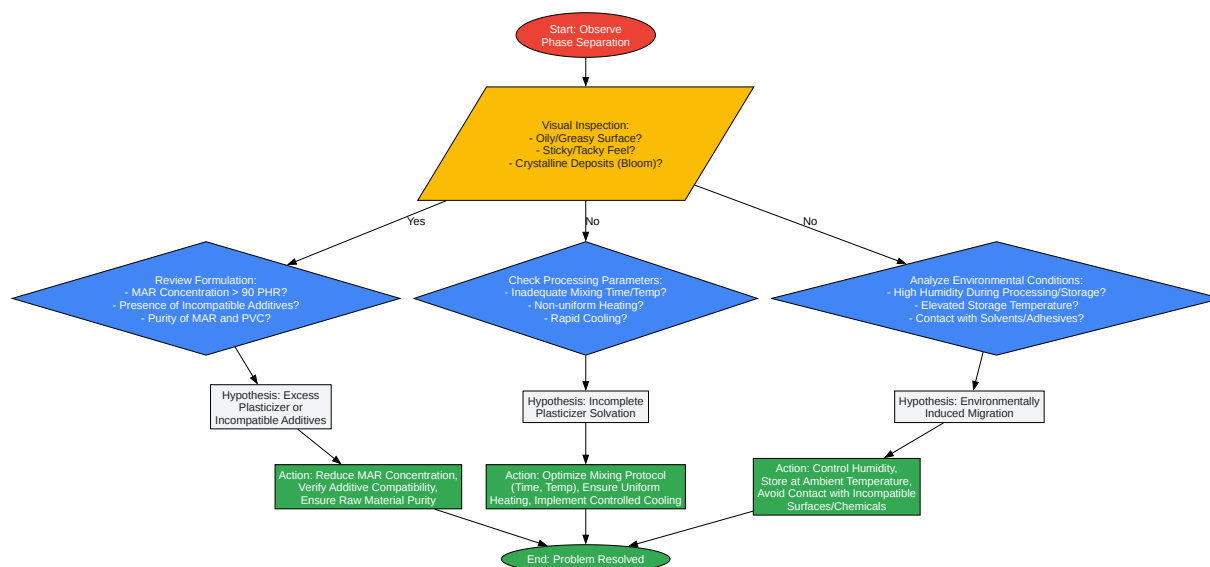 Start: Observe
Phase Separation
Visual Inspection:
- Oily/Greasy Surface?
- Sticky/Tacky Feel?
- Crystalline Deposits (Bloom)?
Yes
No
No
Review Formulation:
- MAR Concentration > 90 PHR?
- Presence of Incompatible Additives?
- Purity of MAR and PVC?
Check Processing Parameters:
- Inadequate Mixing Time/Temp?
- Non-uniform Heating?
- Rapid Cooling?
Analyze Environmental Conditions:
- High Humidity During Processing/Storage?
- Elevated Storage Temperature?
- Contact with Solvents/Adhesives?
Hypothesis: Excess
Plasticizer or
Incompatible Additives
Hypothesis: Incomplete
Plasticizer Solvation
Hypothesis: Environmentally
Induced Migration
Action: Reduce MAR Concentration,
Verify Additive Compatibility,
Ensure Raw Material Purity
Action: Optimize Mixing Protocol
(Time, Temp), Ensure Uniform
Heating, Implement Controlled Cooling
Action: Control Humidity,
Store at Ambient Temperature,
Avoid Contact with Incompatible
Surfaces/Chemicals
End: Problem Resolved